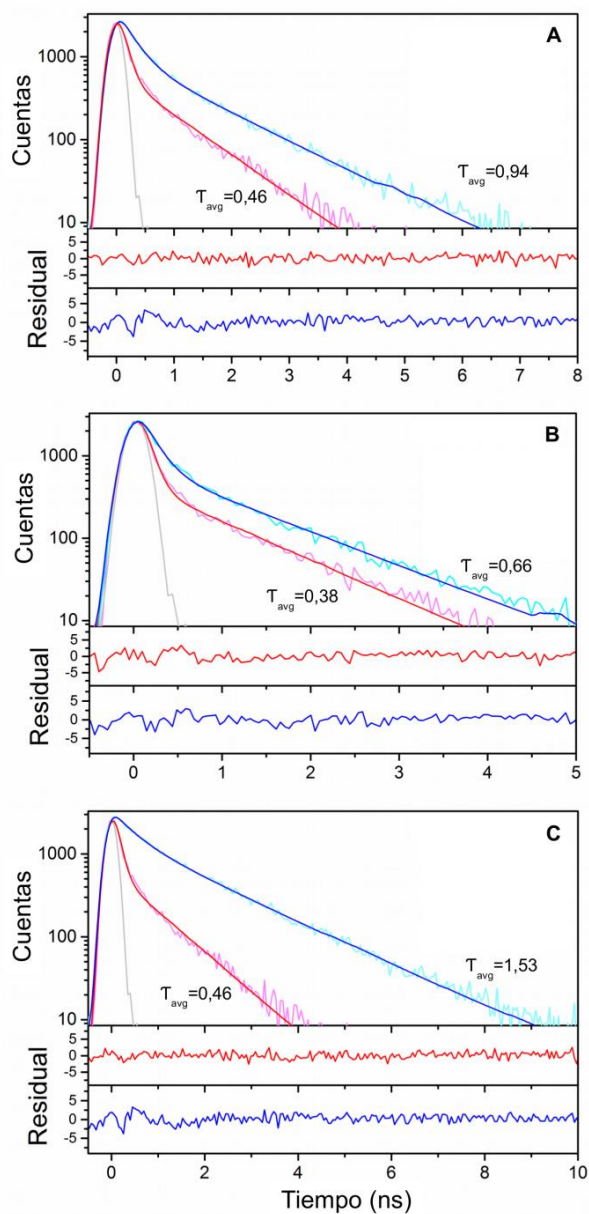 A
Cuentas
1000
100
10
τavg=0,94
τavg=0,46
Residual
5
0
-5
5
0
-5
0 1 2 3 4 5 6 7 8
B
Cuentas
1000
100
10
τavg=0,66
τavg=0,38
Residual
5
0
-5
5
0
-5
0 1 2 3 4 5
C
Cuentas
1000
100
10
τavg=1,53
τavg=0,46
Residual
5
0
-5
5
0
-5
0 2 4 6 8 10
Tiempo (ns)